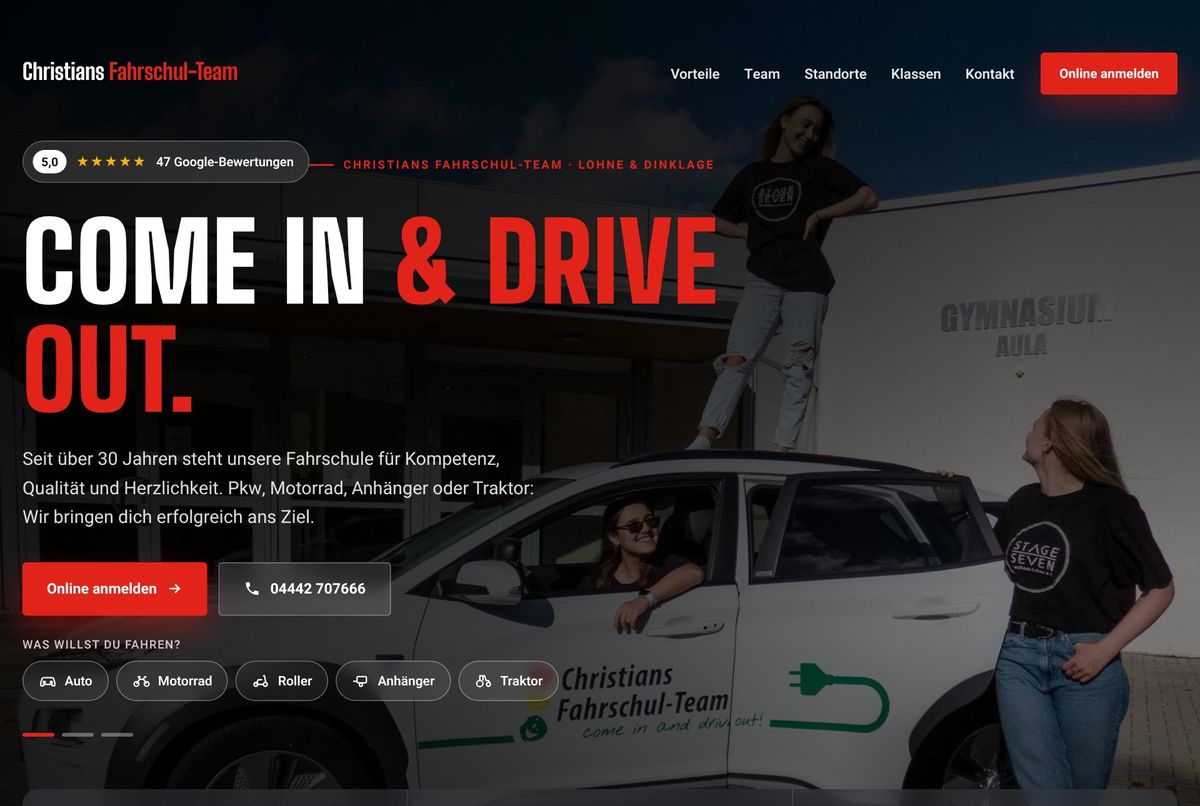 Christians Fahrschul-Team
Vorteile Team Standorte Klassen Kontakt Online anmelden
5,0 ★★★★★ 47 Google-Bewertungen
CHRISTIANS FAHRSCHUL-TEAM · LOHNE & DINKLAGE
COME IN & DRIVE
OUT.
STAGE
SEVEN
GYMNASIUM
AULA
Seit über 30 Jahren steht unsere Fahrschule für Kompetenz,
Qualität und Herzlichkeit. Pkw, Motorrad, Anhänger oder Traktor:
Wir bringen dich erfolgreich ans Ziel.
STAGE
SEVEN
Online anmelden → 04442 707666
WAS WILLST DU FAHREN?
Auto Motorrad Roller Anhänger Traktor
Christians
Fahrschul-Team
come in and drive out!